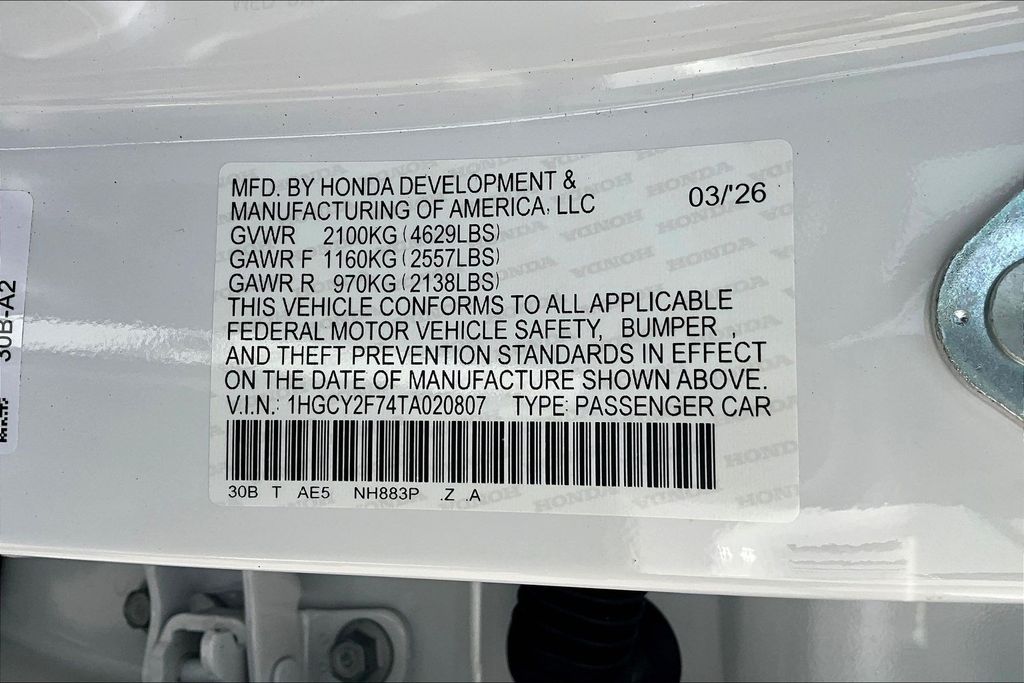 MFD. BY HONDA DEVELOPMENT &
MANUFACTURING OF AMERICA, LLC
03/'26
GVWR 2100KG (4629LBS)
GAWR F 1160KG (2557LBS)
GAWR R 970KG (2138LBS)
THIS VEHICLE CONFORMS TO ALL APPLICABLE
FEDERAL MOTOR VEHICLE SAFETY, BUMPER ,
AND THEFT PREVENTION STANDARDS IN EFFECT
ON THE DATE OF MANUFACTURE SHOWN ABOVE.
V.I.N.: 1HGCY2F74TA020807 TYPE: PASSENGER CAR
30B T AE5 NH883P .Z .A
30B-A2
HONDA